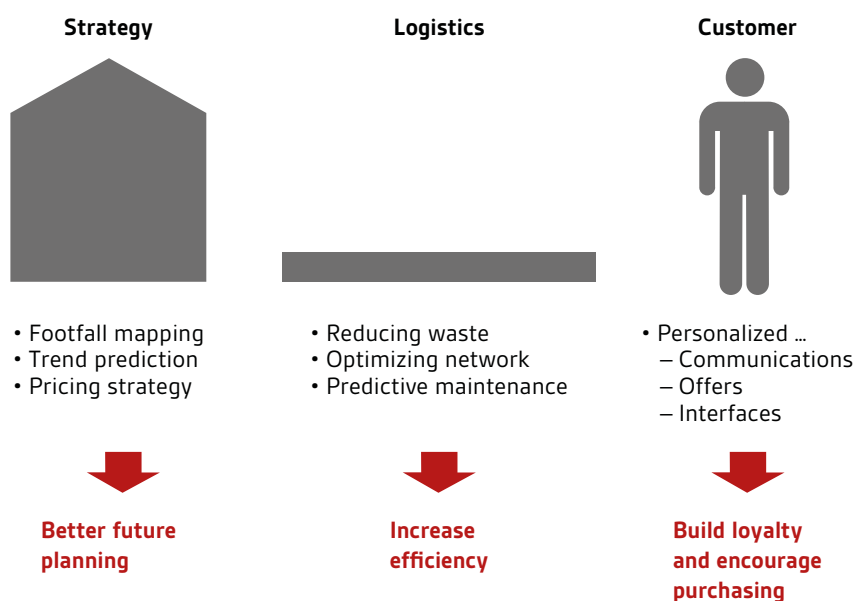 Strategy
• Footfall mapping
• Trend prediction
• Pricing strategy
Better future
planning
Logistics
• Reducing waste
• Optimizing network
• Predictive maintenance
Increase
efficiency
Customer
• Personalized ...
– Communications
– Offers
– Interfaces
Build loyalty
and encourage
purchasing